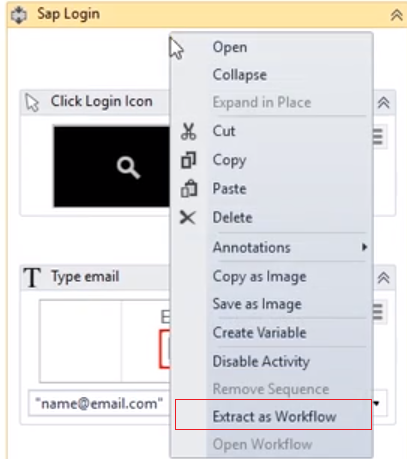 Sap Login
Open
Collapse
Click Login Icon
Expand in Place
Cut
Copy
Paste
Delete
Annotations
Type email
Copy as Image
Save as Image
E
Create Variable
Disable Activity
Remove Sequence
"name@email.com"
Extract as Workflow
Open Workflow